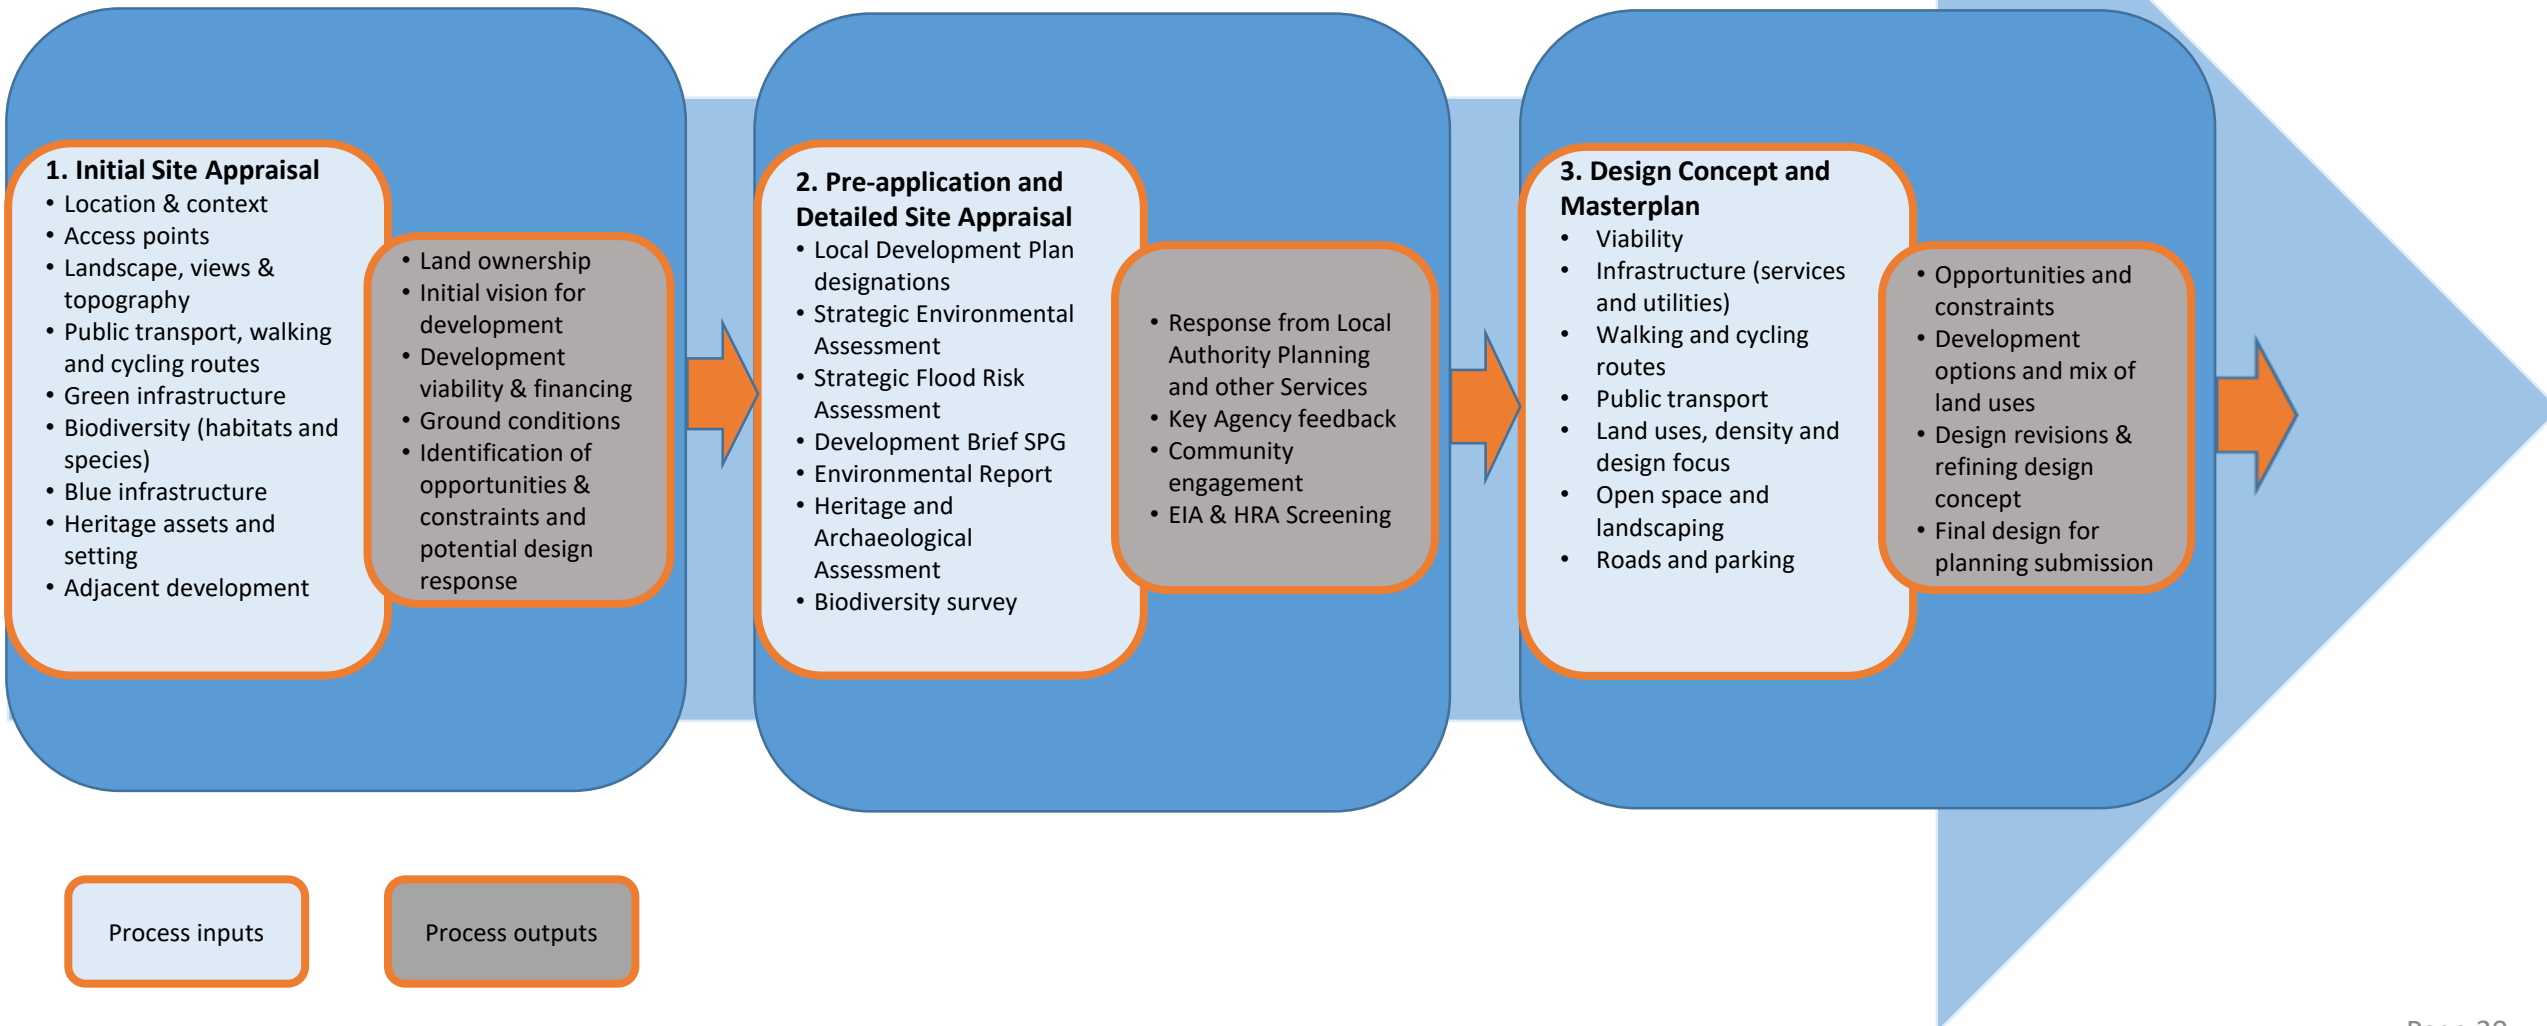 1. Initial Site Appraisal
• Location & context
• Access points
• Landscape, views &
topography
• Public transport, walking
and cycling routes
• Green infrastructure
• Biodiversity (habitats and
species)
• Blue infrastructure
• Heritage assets and
setting
• Adjacent development
• Land ownership
• Initial vision for
development
• Development
viability & financing
• Ground conditions
• Identification of
opportunities &
constraints and
potential design
response
2. Pre-application and
Detailed Site Appraisal
• Local Development Plan
designations
• Strategic Environmental
Assessment
• Strategic Flood Risk
Assessment
• Development Brief SPG
• Environmental Report
• Heritage and
Archaeological
Assessment
• Biodiversity survey
• Response from Local
Authority Planning
and other Services
• Key Agency feedback
• Community
engagement
• EIA & HRA Screening
3. Design Concept and
Masterplan
• Viability
• Infrastructure (services
and utilities)
• Walking and cycling
routes
• Public transport
• Land uses, density and
design focus
• Open space and
landscaping
• Roads and parking
• Opportunities and
constraints
• Development
options and mix of
land uses
• Design revisions &
refining design
concept
• Final design for
planning submission
Process inputs
Process outputs